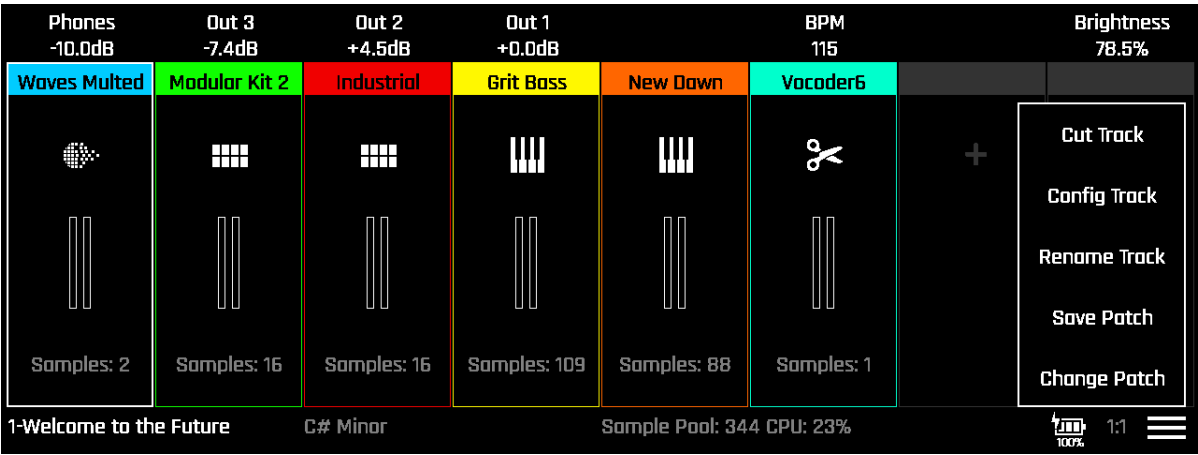 Phones Out 3 Out 2 Out 1 BPM Brightness
-10.0dB -7.4dB +4.5dB +0.0dB 115 78.5%
Waves Multed Modular Kit 2 Industrial Grit Bass New Dawn Vocoder6
Cut Track
Config Track
Rename Track
Save Patch
Change Patch
Samples: 2 Samples: 16 Samples: 16 Samples: 109 Samples: 88 Samples: 1
1-Welcome to the Future C# Minor Sample Pool: 344 CPU: 23% 100% 1:1